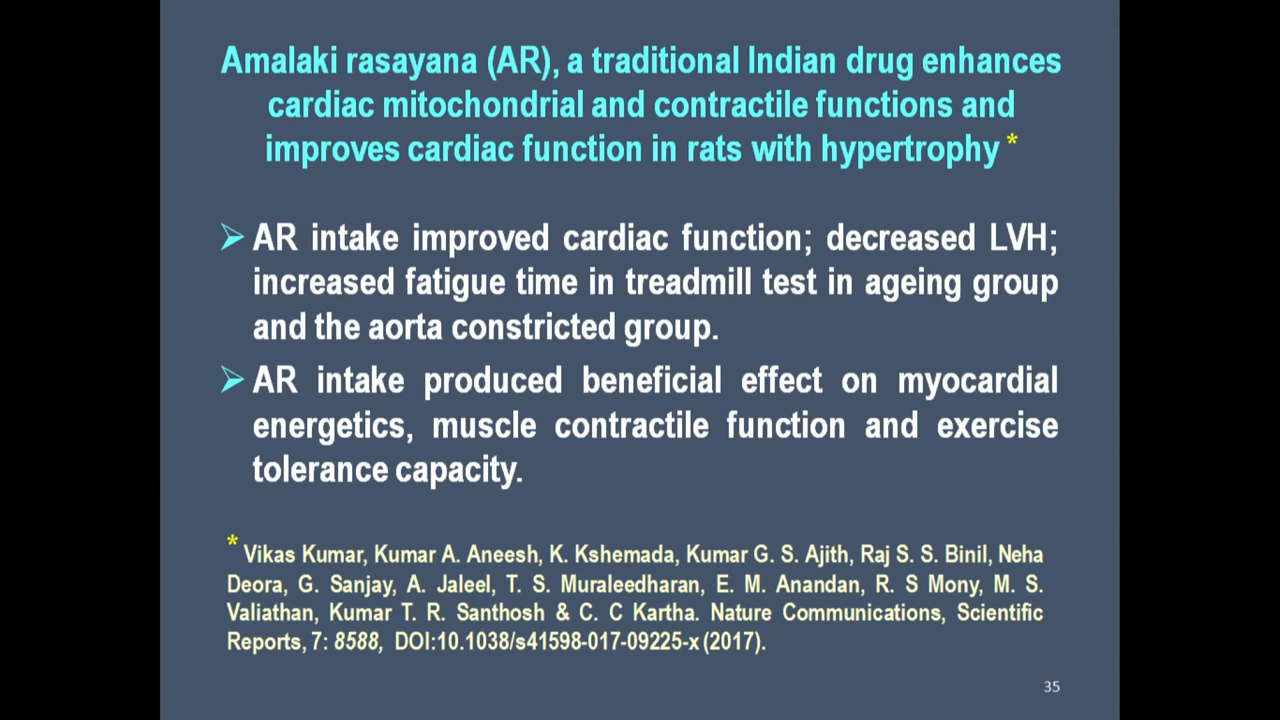 Amalaki rasayana (AR), a traditional Indian drug enhances
cardiac mitochondrial and contractile functions and
improves cardiac function in rats with hypertrophy *
➢ AR intake improved cardiac function; decreased LVH;
increased fatigue time in treadmill test in ageing group
and the aorta constricted group.
➢ AR intake produced beneficial effect on myocardial
energetics, muscle contractile function and exercise
tolerance capacity.
* Vikas Kumar, Kumar A. Aneesh, K. Kshemada, Kumar G. S. Ajith, Raj S. S. Binil, Neha
Deora, G. Sanjay, A. Jaleel, T. S. Muraleedharan, E. M. Anandan, R. S Mony, M. S.
Valiathan, Kumar T. R. Santhosh & C. C Kartha. Nature Communications, Scientific
Reports, 7: 8588, DOI:10.1038/s41598-017-09225-x (2017).
35